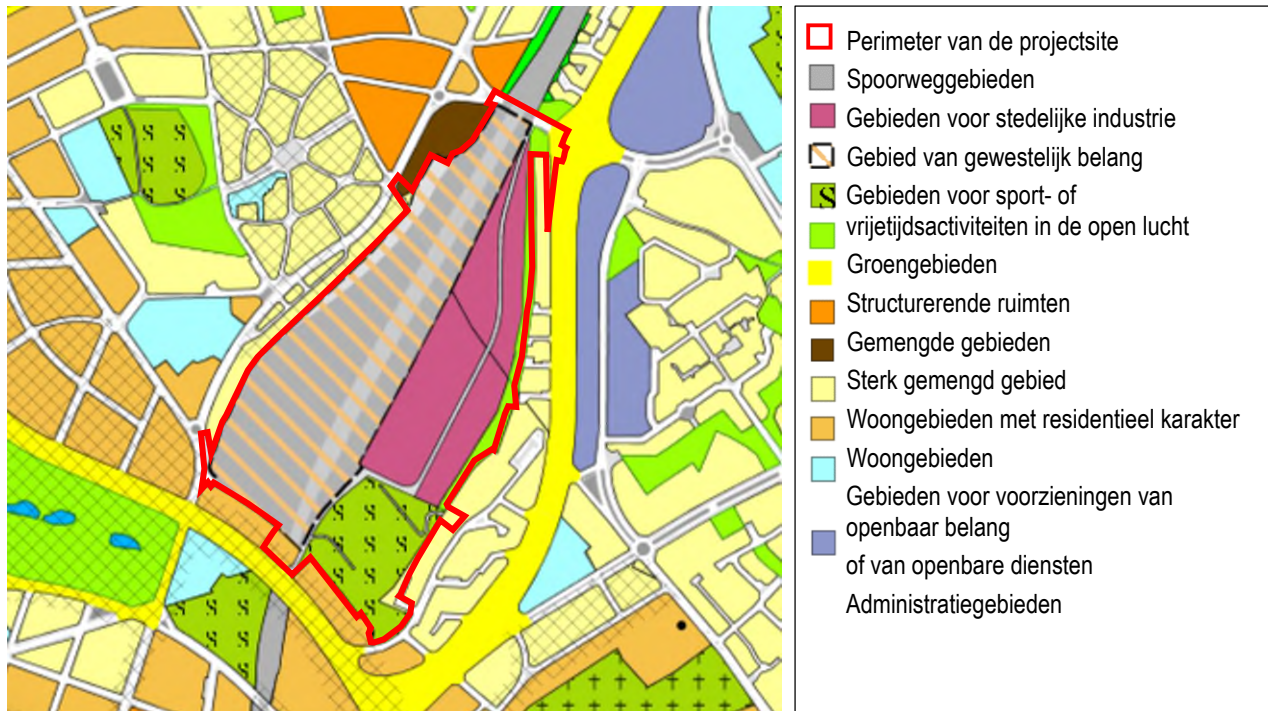 Perimeter van de projectsite
Spoorweggebieden
Gebieden voor stedelijke industrie
Gebied van gewestelijk belang
Gebieden voor sport- of
vrijetijdsactiviteiten in de open lucht
Groengebieden
Structurerende ruimten
Gemengde gebieden
Sterk gemengd gebied
Woongebieden met residentieel karakter
Woongebieden
Gebieden voor voorzieningen van
openbaar belang
of van openbare diensten
Administratiegebieden